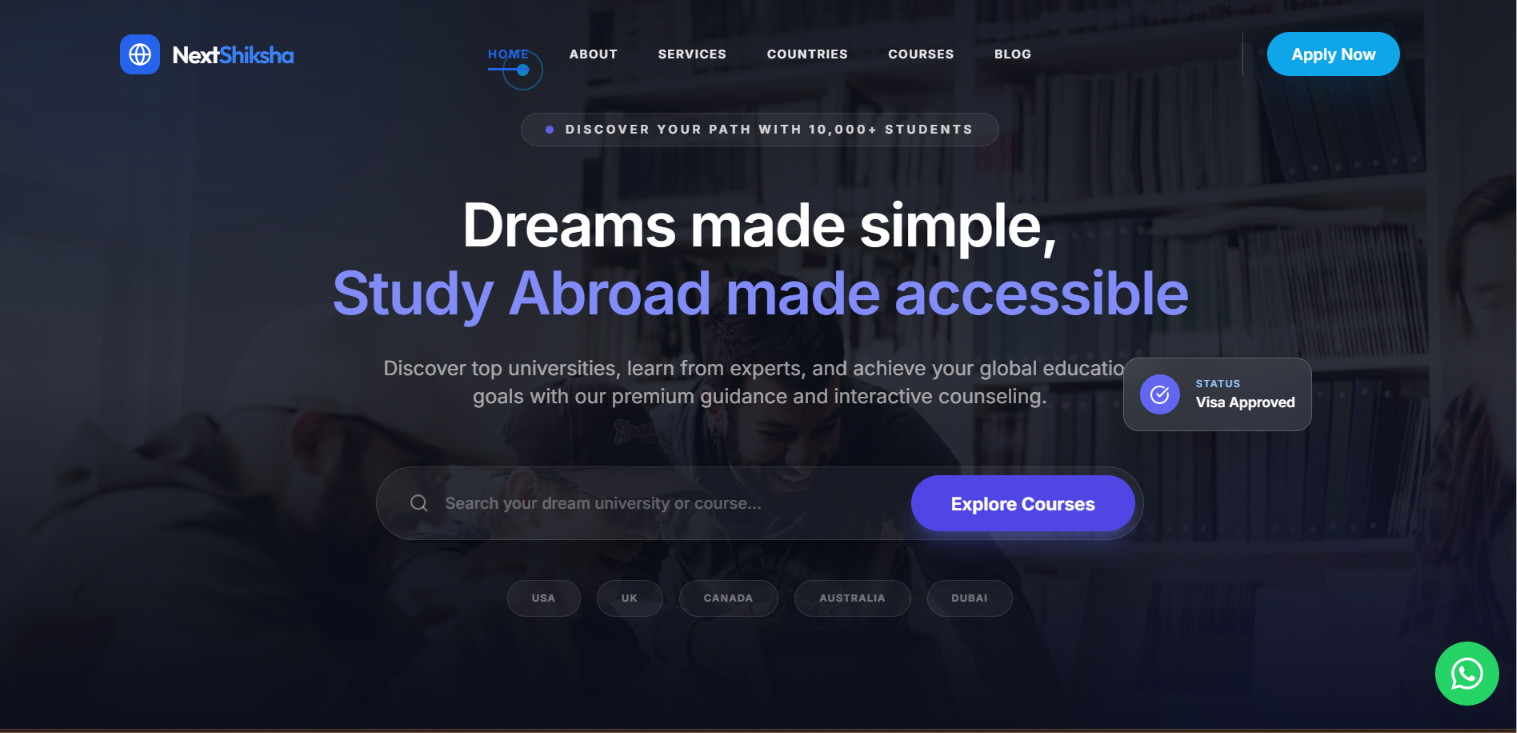 NextShiksha
HOME ABOUT SERVICES COUNTRIES COURSES BLOG
Apply Now
DISCOVER YOUR PATH WITH 10,000+ STUDENTS
Dreams made simple,
Study Abroad made accessible
Discover top universities, learn from experts, and achieve your global educatio
goals with our premium guidance and interactive counseling.
STATUS
Visa Approved
Search your dream university or course...
Explore Courses
USA UK CANADA AUSTRALIA DUBAI